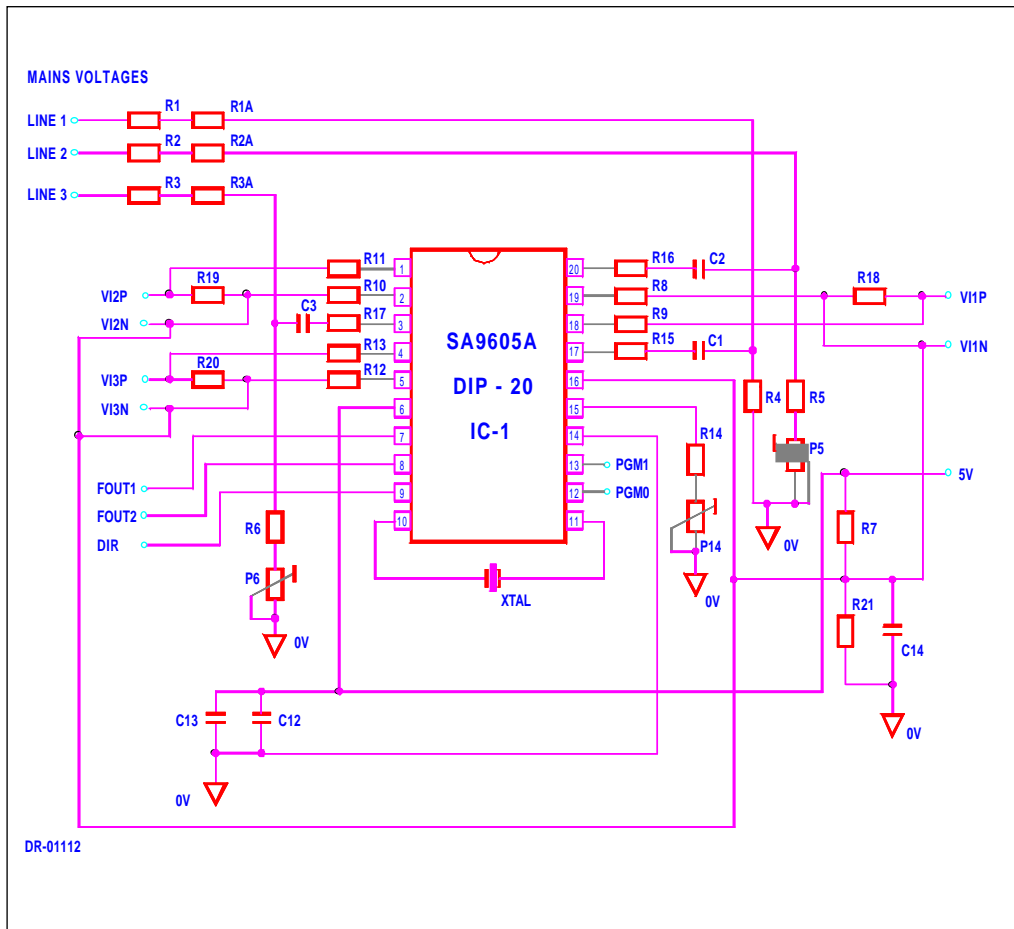 MAINS VOLTAGES
R1 R1A
LINE 1
R2 R2A
LINE 2
R3 R3A
LINE 3
R11 1
R19 R10 2
VI2P
VI2N
C3 R17 3
R13 4
R20 R12 5
VI3P
VI3N
6
7
8
9
10
FOUT1
FOUT2
DIR
R6
P6
0V
SA9605A
DIP - 20
IC-1
XTAL
20 R16 C2
19 R8 R18 VI1P
18 R9
VI1N
17 R15 C1
16
15
14
13 PGM1
12 PGM0
11
R4 R5
P5
R14
P14
0V
0V
5V
R7
R21
C14
0V
C13 C12
0V
DR-01112